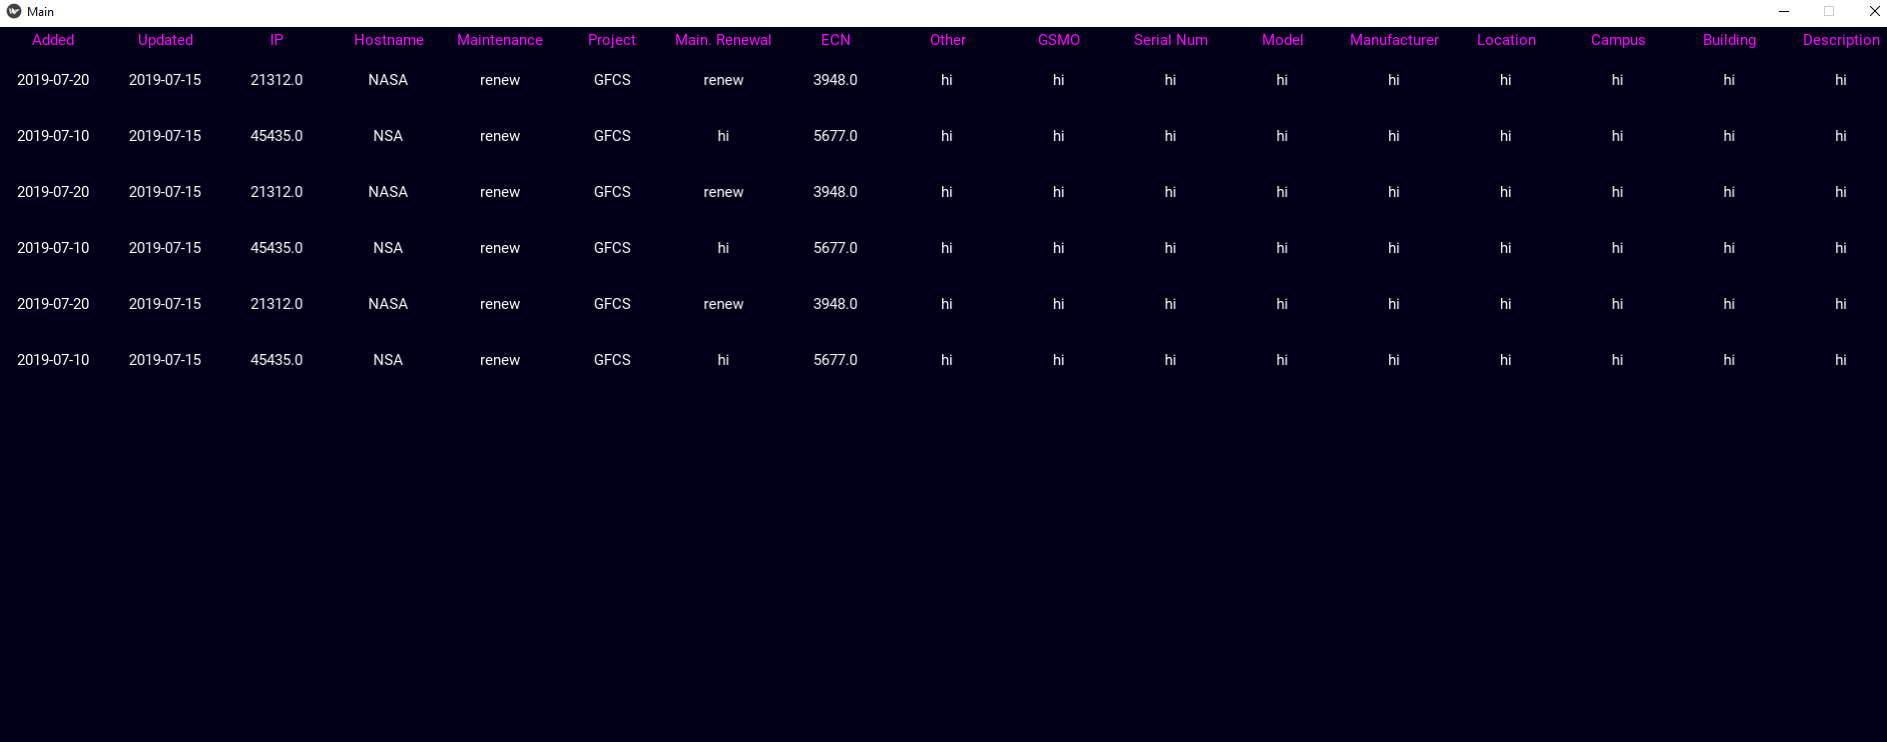 Main
Added Updated IP Hostname Maintenance Project Main. Renewal ECN Other GSMO Serial Num Model Manufacturer Location Campus Building Description
2019-07-20 2019-07-15 21312.0 NASA renew GFCS renew 3948.0 hi hi hi hi hi hi hi hi hi
2019-07-10 2019-07-15 45435.0 NSA renew GFCS hi 5677.0 hi hi hi hi hi hi hi hi hi
2019-07-20 2019-07-15 21312.0 NASA renew GFCS renew 3948.0 hi hi hi hi hi hi hi hi hi
2019-07-10 2019-07-15 45435.0 NSA renew GFCS hi 5677.0 hi hi hi hi hi hi hi hi hi
2019-07-20 2019-07-15 21312.0 NASA renew GFCS renew 3948.0 hi hi hi hi hi hi hi hi hi
2019-07-10 2019-07-15 45435.0 NSA renew GFCS hi 5677.0 hi hi hi hi hi hi hi hi hi